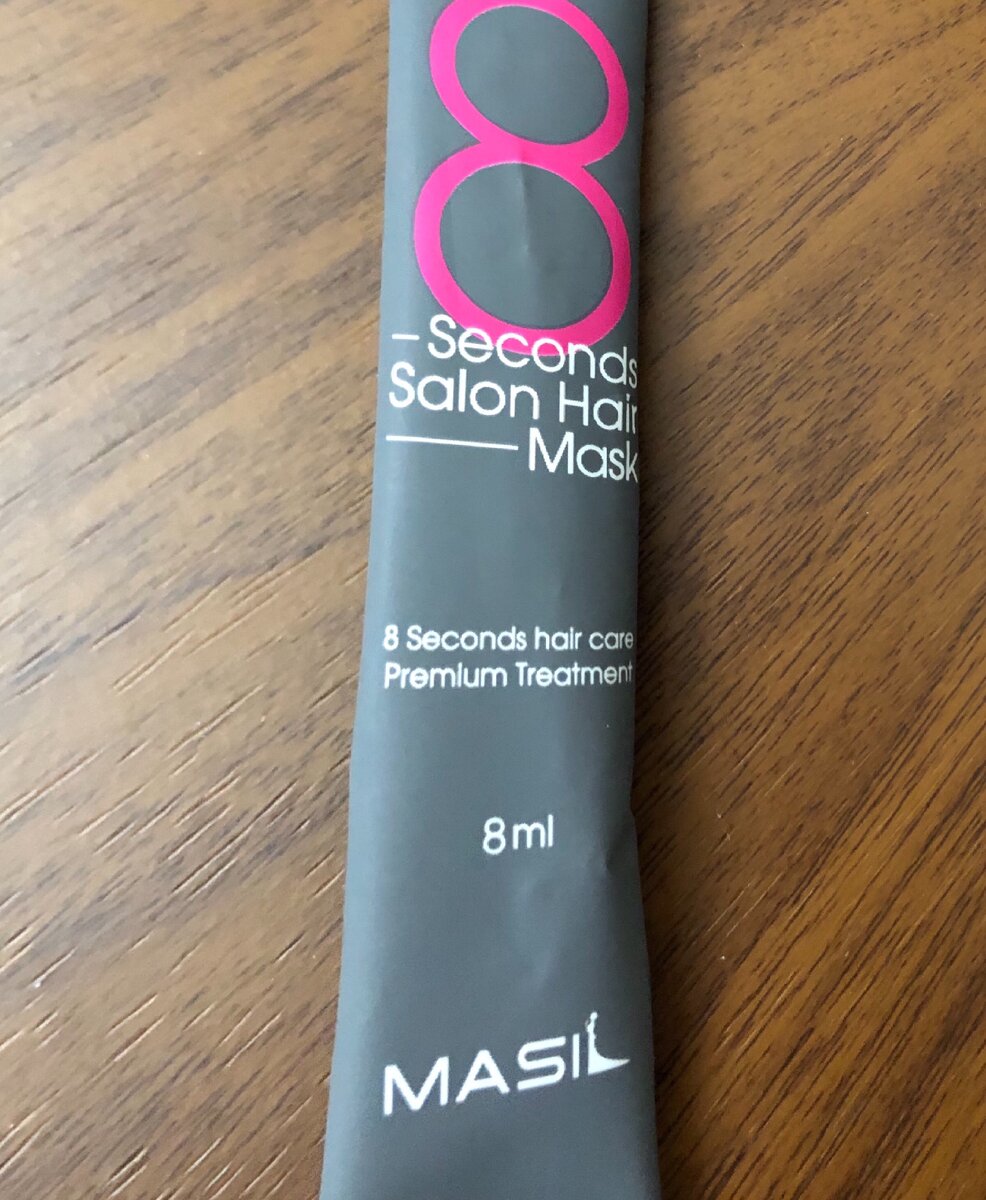 8
Seconds
Salon Hair
Mask
8 Seconds hair care
Premium Treatment
8ml
MASIL